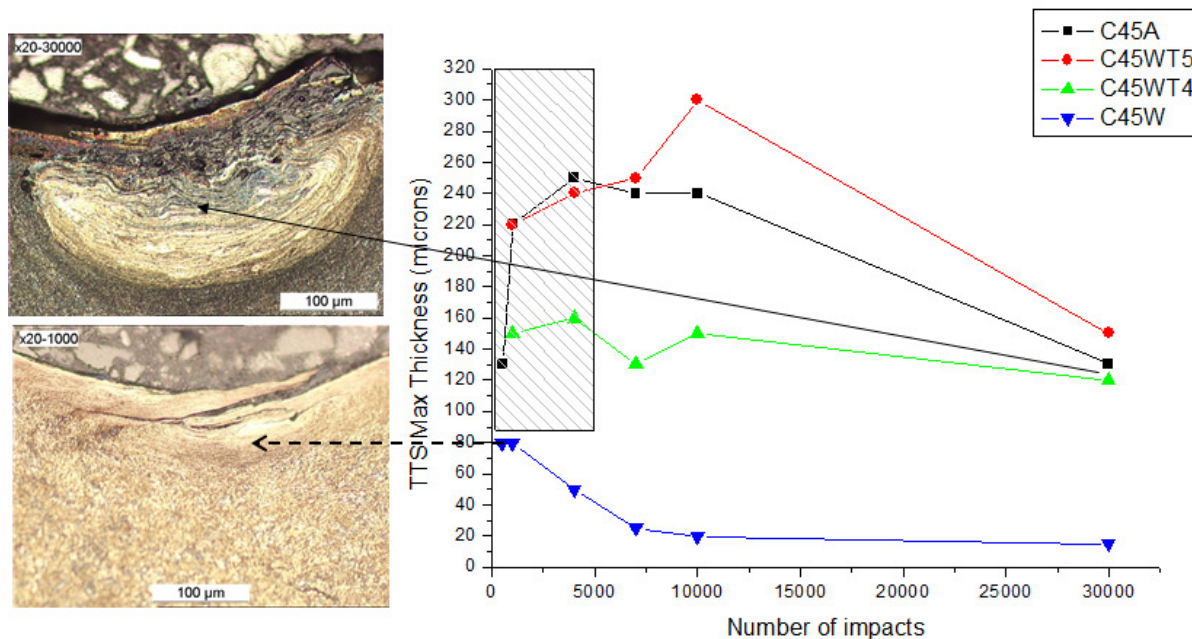 x20-30000
100 µm
x20-1000
100 µm
C45A
C45WT5
C45WT4
C45W
TTS Max Thickness (microns)
320
300
280
260
240
220
200
180
160
140
120
100
80
60
40
20
0
0 5000 10000 15000 20000 25000 30000
Number of impacts